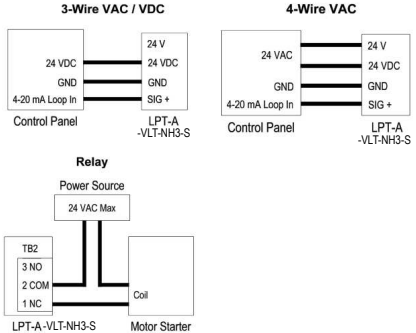 3-Wire VAC / VDC
24 VDC
GND
4-20 mA Loop In
24 V
24 VDC
GND
SIG +
Control Panel
LPT-A
-VLT-NH3-S
4-Wire VAC
24 VAC
GND
4-20 mA Loop In
24 V
24 VDC
GND
SIG +
Control Panel
LPT-A
-VLT-NH3-S
Relay
Power Source
24 VAC Max
TB2
3 NO
2 COM
1 NC
Coil
LPT-A -VLT-NH3-S
Motor Starter